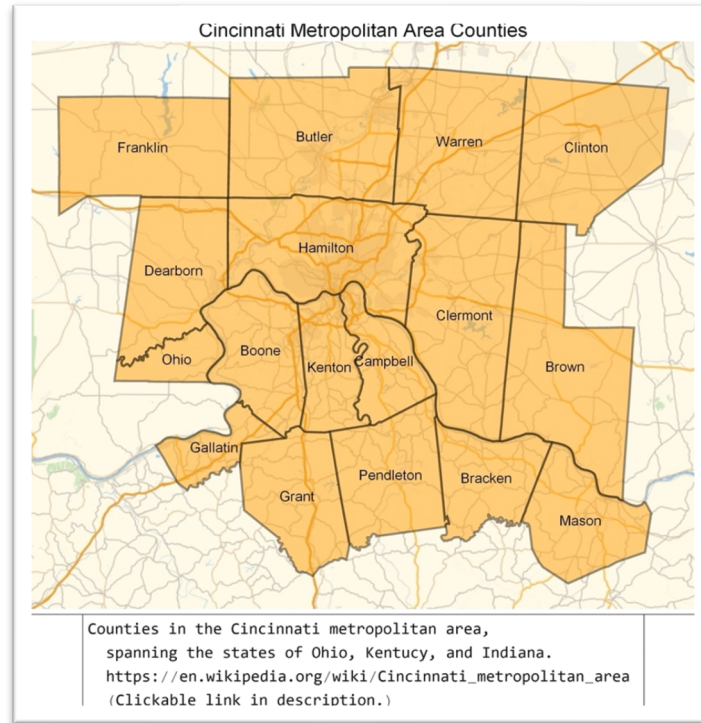 Cincinnati Metropolitan Area Counties
Franklin
Butler
Warren
Clinton
Hamilton
Dearborn
Clermont
Ohio
Boone
Kenton
Campbell
Brown
Gallatin
Grant
Pendleton
Bracken
Mason
Counties in the Cincinnati metropolitan area,
spanning the states of Ohio, Kentucy, and Indiana.
https://en.wikipedia.org/wiki/Cincinnati_metropolitan_area
(Clickable link in description.)